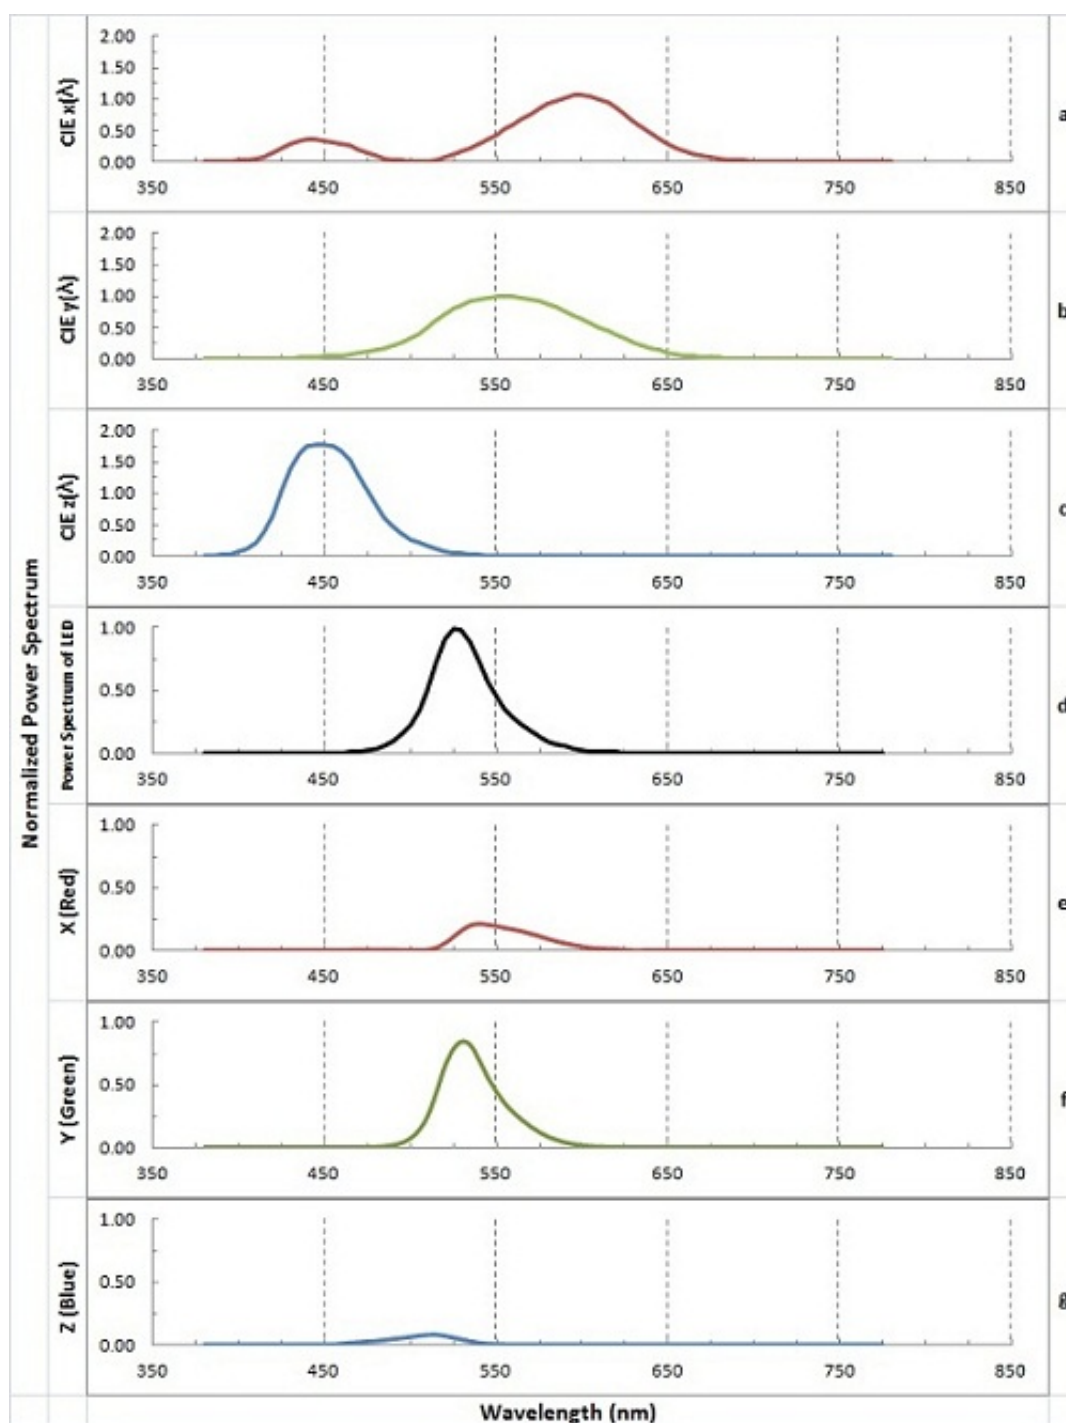 Normalized Power Spectrum
CIE x(λ)
2.00
1.50
1.00
0.50
0.00
350 450 550 650 750 850
a
CIE y(λ)
2.00
1.50
1.00
0.50
0.00
350 450 550 650 750 850
b
CIE z(λ)
2.00
1.50
1.00
0.50
0.00
350 450 550 650 750 850
Power Spectrum of LED
1.00
0.50
0.00
350 450 550 650 750 850
d
X (Red)
1.00
0.50
0.00
350 450 550 650 750 850
e
Y (Green)
1.00
0.50
0.00
350 450 550 650 750 850
f
Z (Blue)
1.00
0.50
0.00
350 450 550 650 750 850
g
Wavelength (nm)